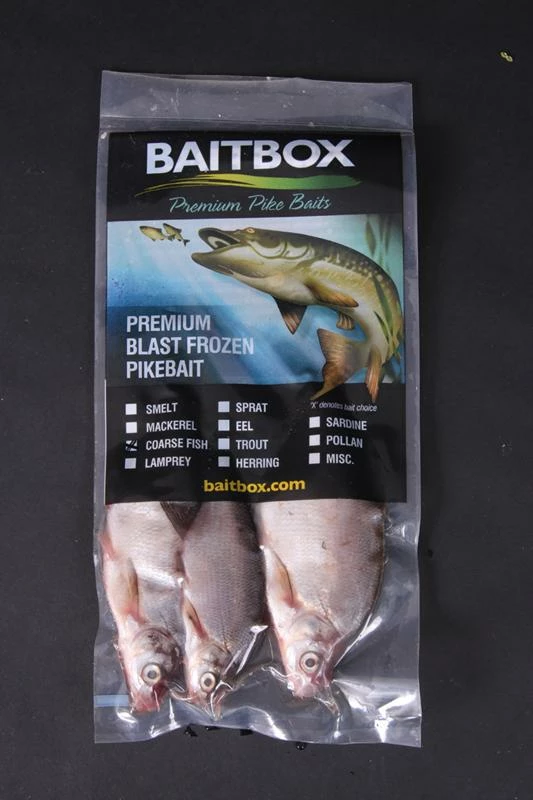 BAITBOX
Premium Pike Baits
PREMIUM
BLAST FROZEN
PIKEBAIT
SMELT
MACKEREL
COARSE FISH
LAMPREY
SPRAT
EEL
TROUT
HERRING
'X' denotes bait choice
SARDINE
POLLAN
MISC.
baitbox.com